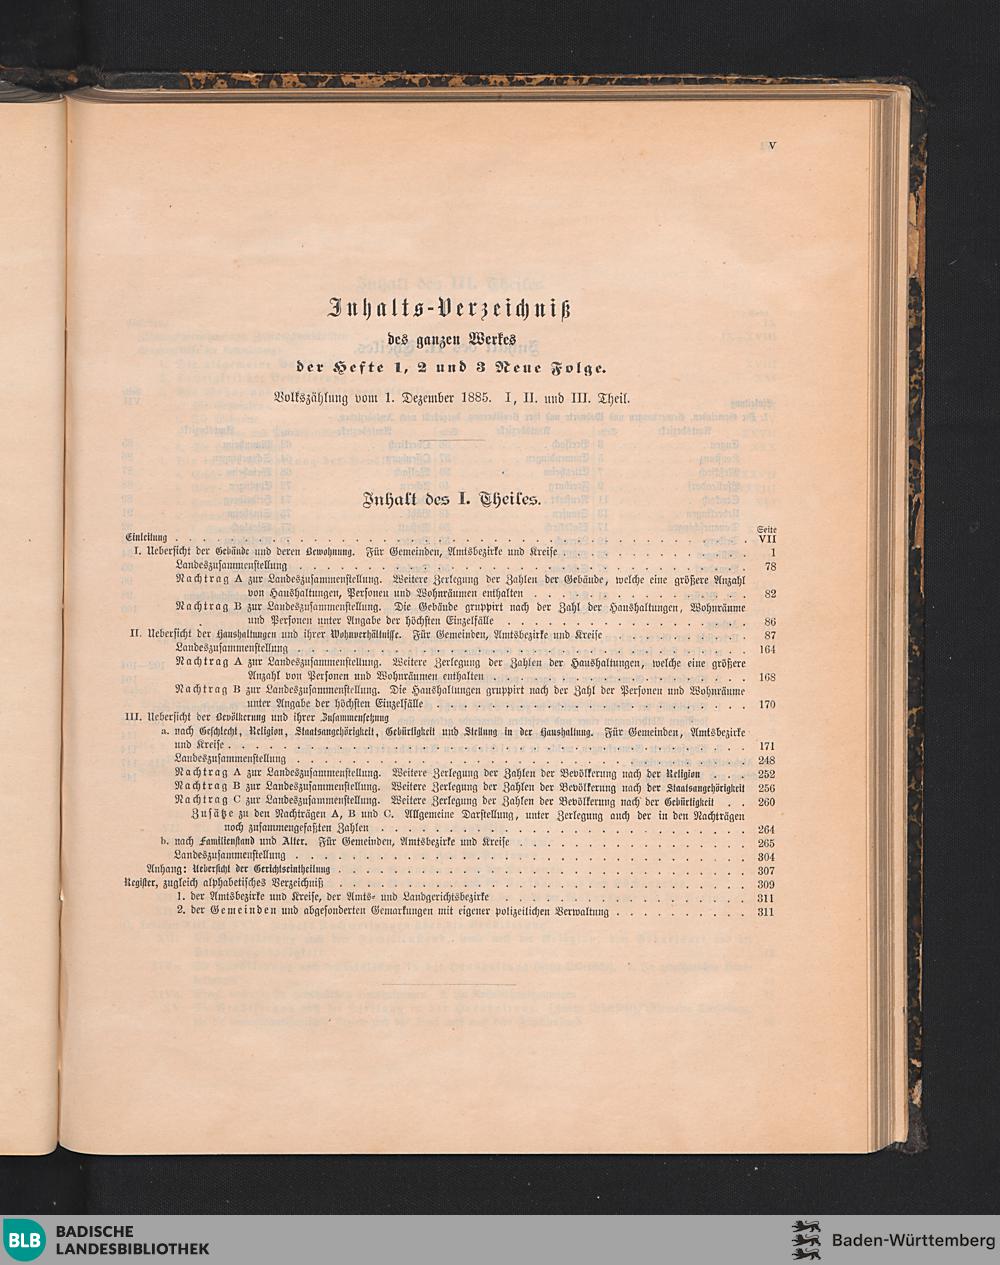 V
Inhalts-Verzeichniß
des ganzen Werkes
der Hefte 1, 2 und 3 Neue Folge.
Volkszählung vom 1. Dezember 1885. I, II. und III. Theil.
Inhalt des I. Theiles.
Seite
Einleitung . . . VII
I. Uebersicht der Gebäude und deren Bewohnung. Für Gemeinden, Amtsbezirke und Kreise . . . 1
Landeszusammenstellung . . . 78
Nachtrag A zur Landeszusammenstellung. Weitere Zerlegung der Zahlen der Gebäude, welche eine größere Anzahl
von Haushaltungen, Personen und Wohnräumen enthalten . . . 82
Nachtrag B zur Landeszusammenstellung. Die Gebäude gruppirt nach der Zahl der Haushaltungen, Wohnräume
und Personen unter Angabe der höchsten Einzelfälle . . . 86
II. Uebersicht der Haushaltungen und ihrer Wohnverhältnisse. Für Gemeinden, Amtsbezirke und Kreise . . . 87
Landeszusammenstellung . . . 164
Nachtrag A zur Landeszusammenstellung. Weitere Zerlegung der Zahlen der Haushaltungen, welche eine größere
Anzahl von Personen und Wohnräumen enthalten . . . 168
Nachtrag B zur Landeszusammenstellung. Die Haushaltungen gruppirt nach der Zahl der Personen und Wohnräume
unter Angabe der höchsten Einzelfälle . . . 170
III. Uebersicht der Bevölkerung und ihrer Zusammensetzung
a. nach Geschlecht, Religion, Staatsangehörigkeit, Gebürtigkeit und Stellung in der Haushaltung. Für Gemeinden, Amtsbezirke
und Kreise . . . 171
Landeszusammenstellung . . . 248
Nachtrag A zur Landeszusammenstellung. Weitere Zerlegung der Zahlen der Bevölkerung nach der Religion . . . 252
Nachtrag B zur Landeszusammenstellung. Weitere Zerlegung der Zahlen der Bevölkerung nach der Staatsangehörigkeit 256
Nachtrag C zur Landeszusammenstellung. Weitere Zerlegung der Zahlen der Bevölkerung nach der Gebürtigkeit . . 260
Zusätze zu den Nachträgen A, B und C. Allgemeine Darstellung, unter Zerlegung auch der in den Nachträgen
noch zusammengefaßten Zahlen . . . 264
b. nach Familienstand und Alter. Für Gemeinden, Amtsbezirke und Kreise . . . 265
Landeszusammenstellung . . . 304
Anhang: Uebersicht der Gerichtseintheilung . . . 307
Register, zugleich alphabetisches Verzeichniß . . . 309
1. der Amtsbezirke und Kreise, der Amts- und Landgerichtsbezirke . . . 311
2. der Gemeinden und abgesonderten Gemarkungen mit eigener polizeilichen Verwaltung . . . 311
BLB BADISCHE
LANDESBIBLIOTHEK
Baden-Württemberg